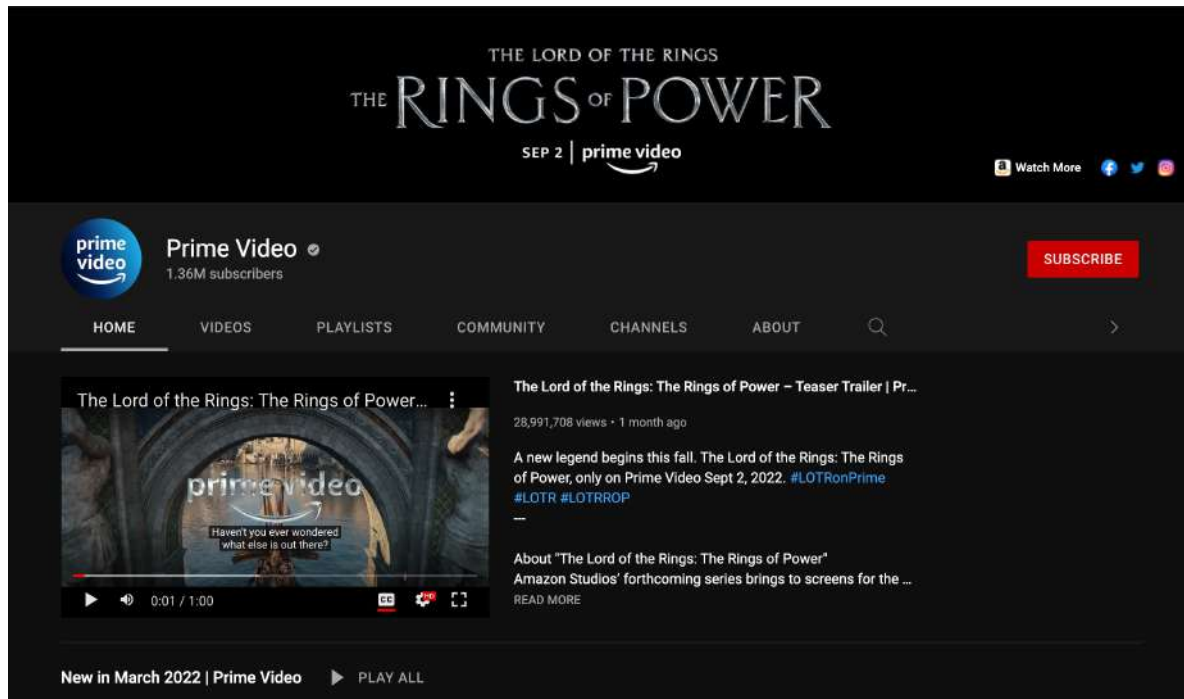 THE LORD OF THE RINGS
THE RINGS OF POWER
SEP 2 | prime video
a Watch More
prime
video
Prime Video
1.36M subscribers
SUBSCRIBE
HOME VIDEOS PLAYLISTS COMMUNITY CHANNELS ABOUT
The Lord of the Rings: The Rings of Power...
prime video
Haven't you ever wondered
what else is out there?
0:01 / 1:00
CC HD
The Lord of the Rings: The Rings of Power – Teaser Trailer | Pr...
28,991,708 views • 1 month ago
A new legend begins this fall. The Lord of the Rings: The Rings
of Power, only on Prime Video Sept 2, 2022. #LOTRonPrime
#LOTR #LOTRROP
—
About "The Lord of the Rings: The Rings of Power"
Amazon Studios' forthcoming series brings to screens for the ...
READ MORE
New in March 2022 | Prime Video PLAY ALL